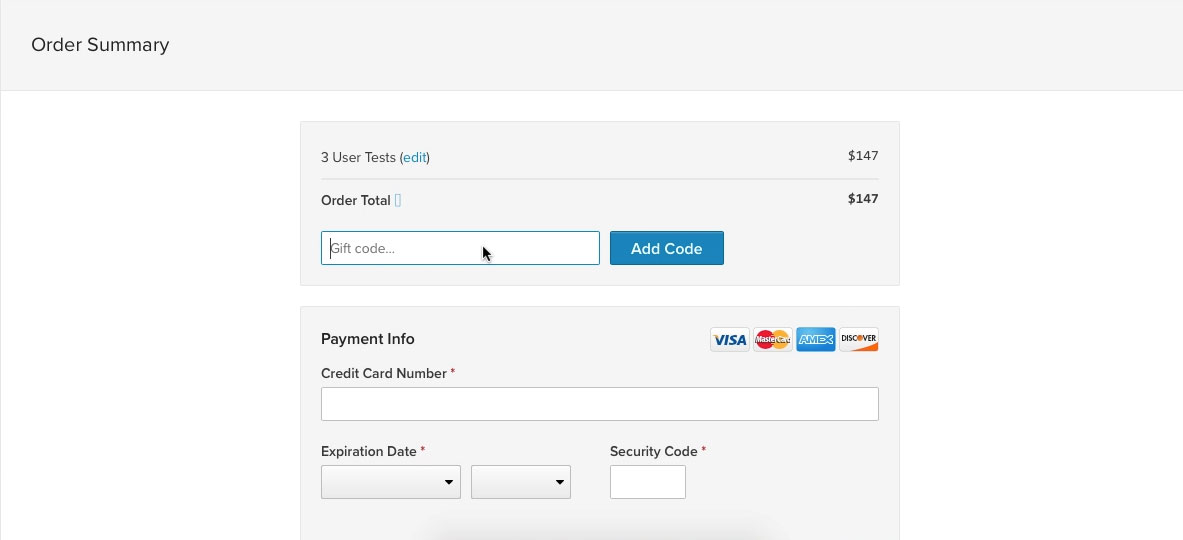 Order Summary
3 User Tests (edit) $147
Order Total $147
Gift code... Add Code
Payment Info VISA MasterCard AMEX DISCOVER
Credit Card Number *
Expiration Date * Security Code *